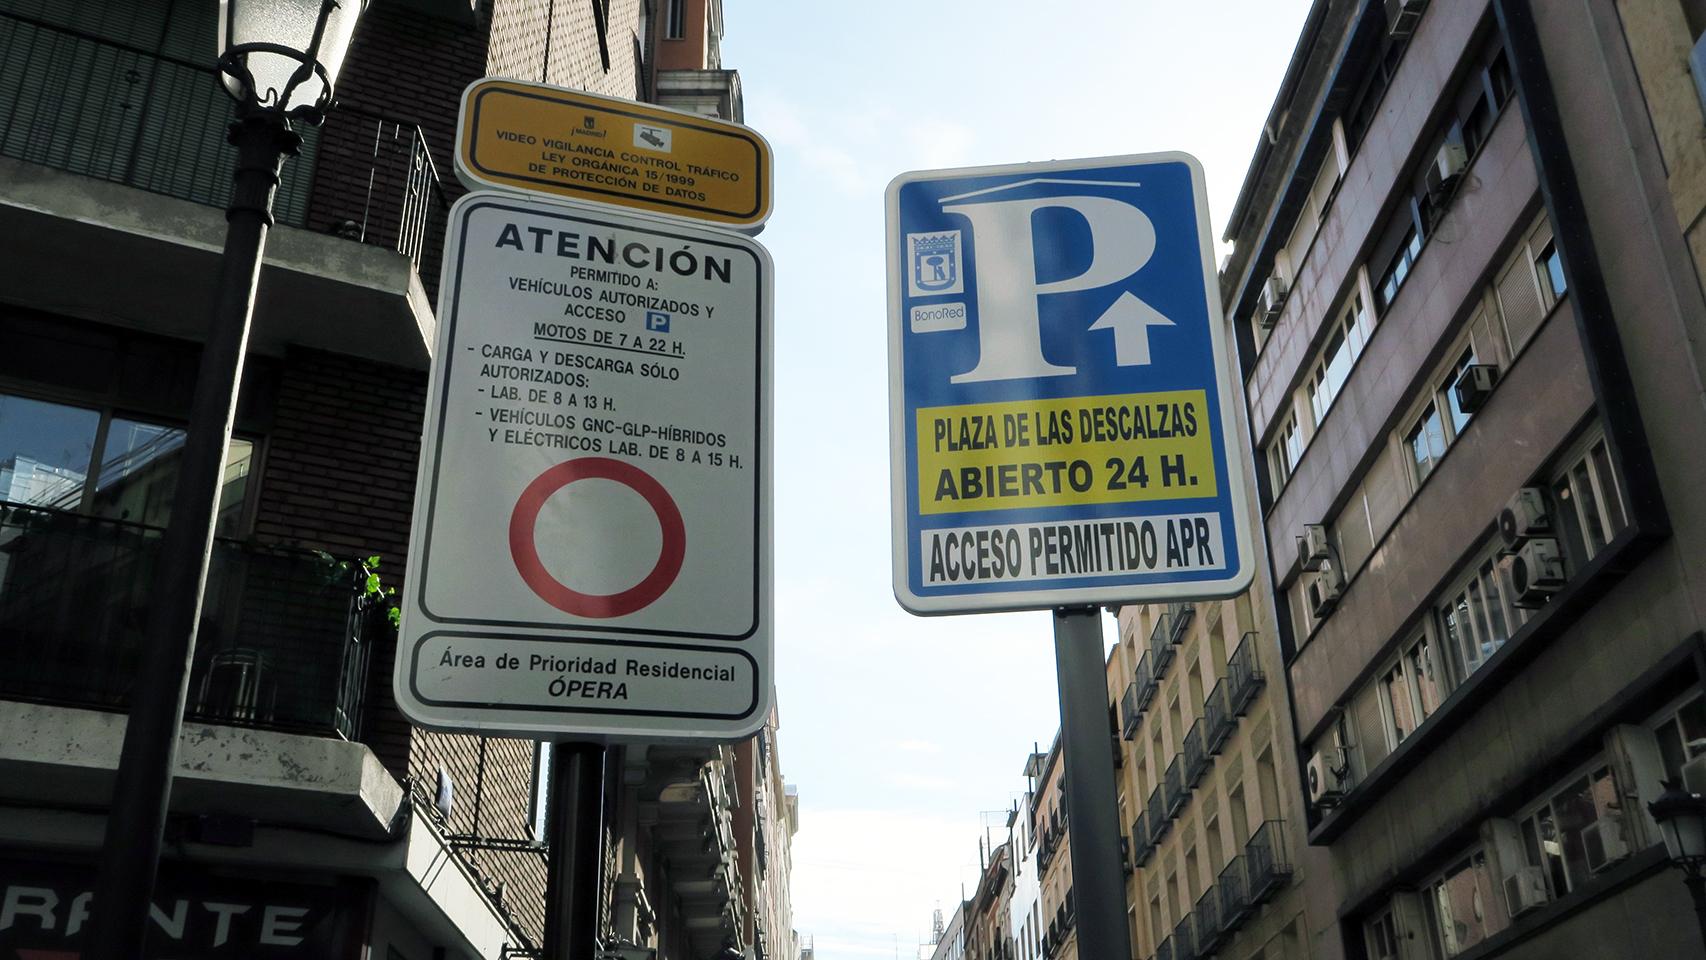 ¡MADRID!
VIDEO VIGILANCIA CONTROL TRÁFICO
LEY ORGÁNICA 15/1999
DE PROTECCIÓN DE DATOS
ATENCIÓN
PERMITIDO A:
VEHÍCULOS AUTORIZADOS Y
ACCESO P
MOTOS DE 7 A 22 H.
- CARGA Y DESCARGA SÓLO
AUTORIZADOS:
- LAB. DE 8 A 13 H.
- VEHÍCULOS GNC-GLP-HÍBRIDOS
Y ELÉCTRICOS LAB. DE 8 A 15 H.
Área de Prioridad Residencial
ÓPERA
P
BonoRed
PLAZA DE LAS DESCALZAS
ABIERTO 24 H.
ACCESO PERMITIDO APR
RANTE